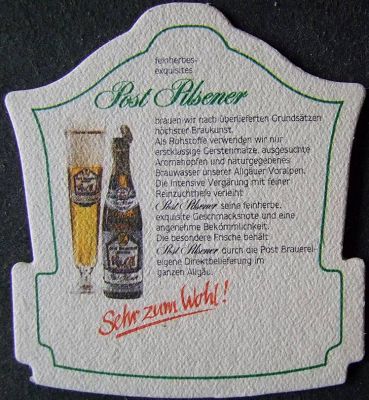 feinherbes-
exquisites
Post Pilsener
brauen wir nach überlieferten Grundsätzen
höchster Braukunst.
Als Rohstoffe verwenden wir nur
erstklassige Gerstenmalze, ausgesuchte
Aromahopfen und naturgegebenes
Brauwasser unserer Allgäuer Voralpen.
Die intensive Vergärung mit feiner
Reinzuchthefe verleiht
Post Pilsener seine feinherbe,
exquisite Geschmacksnote und eine
angenehme Bekömmlichkeit.
Die besondere Frische behält
Post Pilsener durch die Post Brauerei-
eigene Direktbelieferung im
ganzen Allgäu.
Sehr zum Wohl!